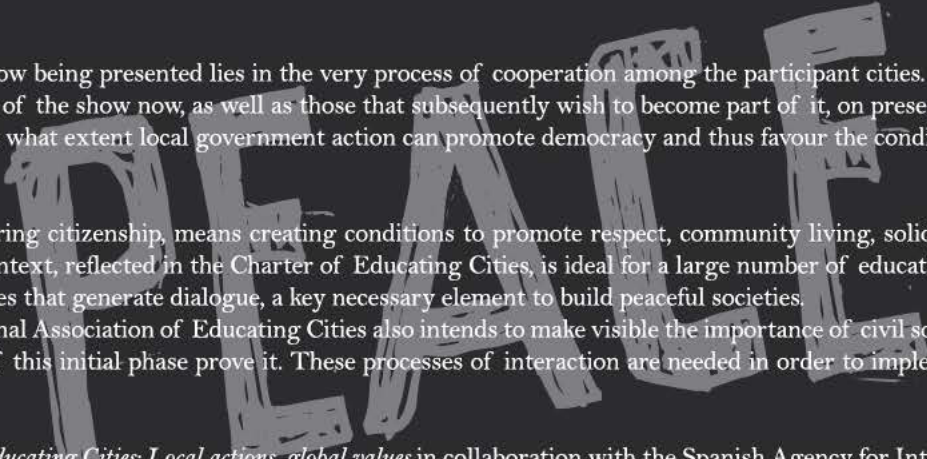 PEACE
ow being presented lies in the very process of cooperation among the participant cities.
of the show now, as well as those that subsequently wish to become part of it, on prese
what extent local government action can promote democracy and thus favour the condi
ring citizenship, means creating conditions to promote respect, community living, solid
ntext, reflected in the Charter of Educating Cities, is ideal for a large number of educat
es that generate dialogue, a key necessary element to build peaceful societies.
nal Association of Educating Cities also intends to make visible the importance of civil so
f this initial phase prove it. These processes of interaction are needed in order to imple
ducating Cities: Local actions, global values in collaboration with the Spanish Agency for Int